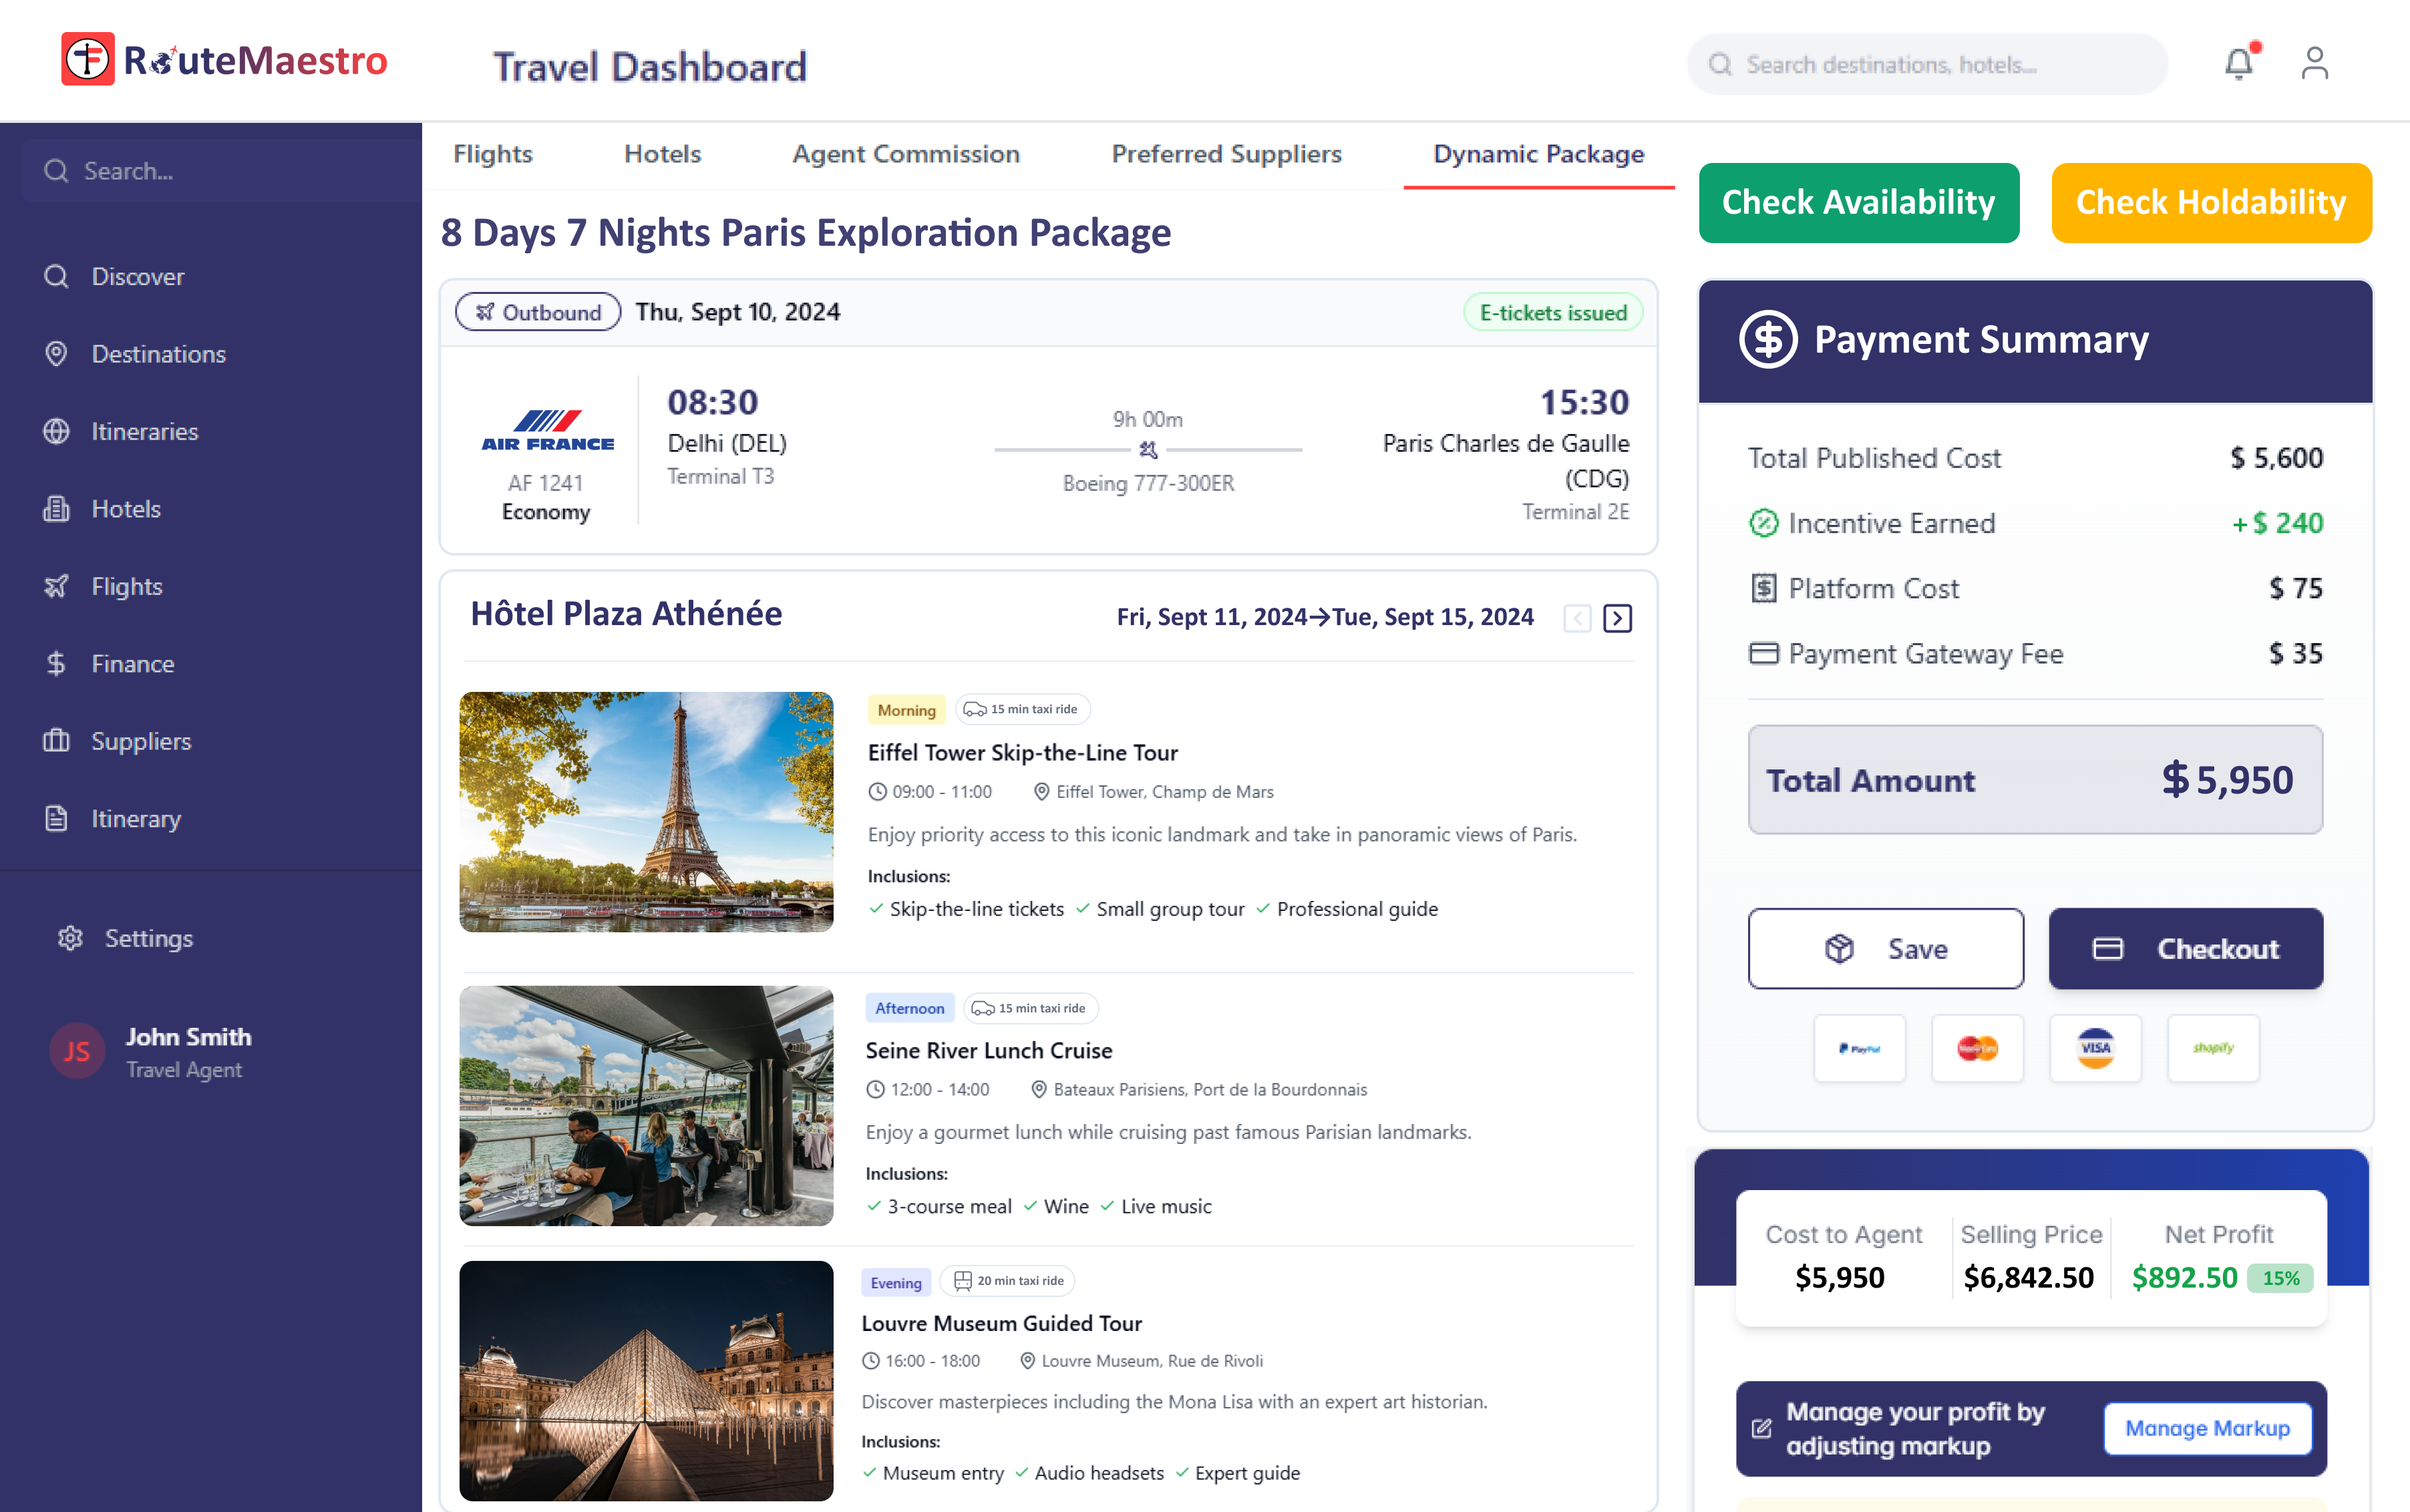 RouteMaestro
Travel Dashboard
Search destinations, hotels...
Search...
Discover
Destinations
Itineraries
Hotels
Flights
Finance
Suppliers
Itinerary
Settings
JS
John Smith
Travel Agent
Flights
Hotels
Agent Commission
Preferred Suppliers
Dynamic Package
8 Days 7 Nights Paris Exploration Package
Outbound
Thu, Sept 10, 2024
E-tickets issued
AIR FRANCE
AF 1241
Economy
08:30
Delhi (DEL)
Terminal T3
9h 00m
Boeing 777-300ER
15:30
Paris Charles de Gaulle
(CDG)
Terminal 2E
Hôtel Plaza Athénée
Fri, Sept 11, 2024→Tue, Sept 15, 2024
Morning
15 min taxi ride
Eiffel Tower Skip-the-Line Tour
09:00 - 11:00
Eiffel Tower, Champ de Mars
Enjoy priority access to this iconic landmark and take in panoramic views of Paris.
Inclusions:
Skip-the-line tickets
Small group tour
Professional guide
Afternoon
15 min taxi ride
Seine River Lunch Cruise
12:00 - 14:00
Bateaux Parisiens, Port de la Bourdonnais
Enjoy a gourmet lunch while cruising past famous Parisian landmarks.
Inclusions:
3-course meal
Wine
Live music
Evening
20 min taxi ride
Louvre Museum Guided Tour
16:00 - 18:00
Louvre Museum, Rue de Rivoli
Discover masterpieces including the Mona Lisa with an expert art historian.
Inclusions:
Museum entry
Audio headsets
Expert guide
Check Availability
Check Holdability
Payment Summary
Total Published Cost
$ 5,600
Incentive Earned
+ $ 240
Platform Cost
$ 75
Payment Gateway Fee
$ 35
Total Amount
$ 5,950
Save
Checkout
PayPal
MasterCard
VISA
shopify
Cost to Agent
$5,950
Selling Price
$6,842.50
Net Profit
$892.50
15%
Manage your profit by
adjusting markup
Manage Markup